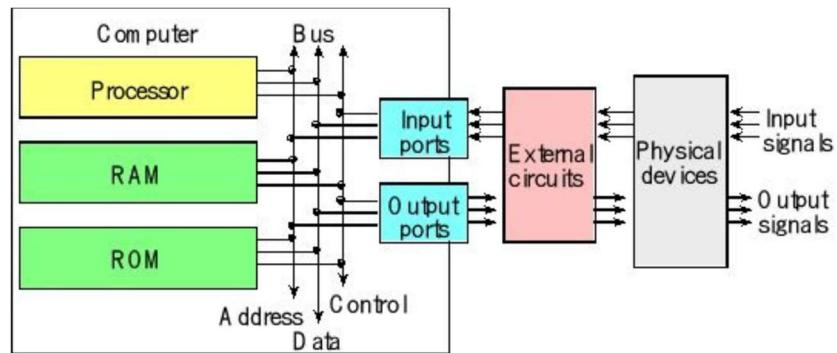 Computer
Bus
Processor
RAM
ROM
Address
Data
Control
Input
ports
Output
ports
External
circuits
Physical
devices
Input
signals
Output
signals